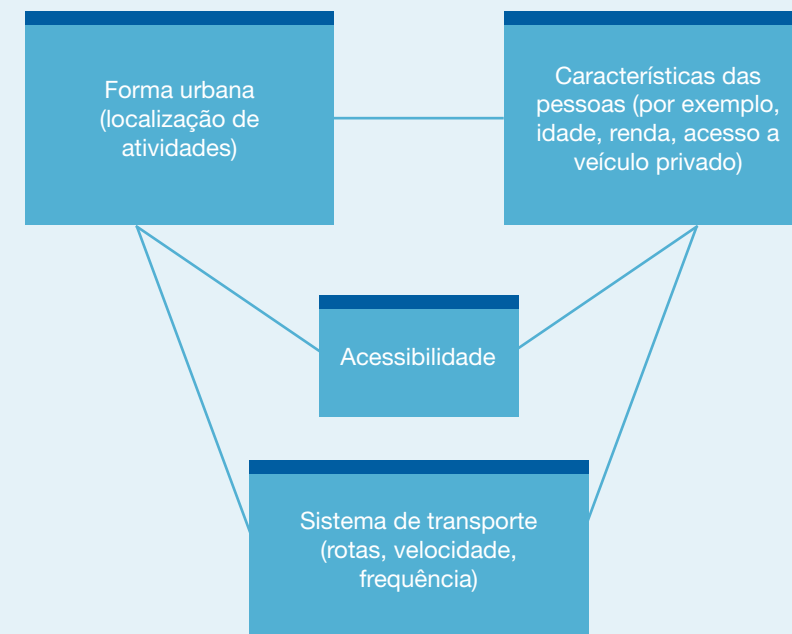 Forma urbana
(localização de
atividades)
Características das
pessoas (por exemplo,
idade, renda, acesso a
veículo privado)
Acessibilidade
Sistema de transporte
(rotas, velocidade,
frequência)